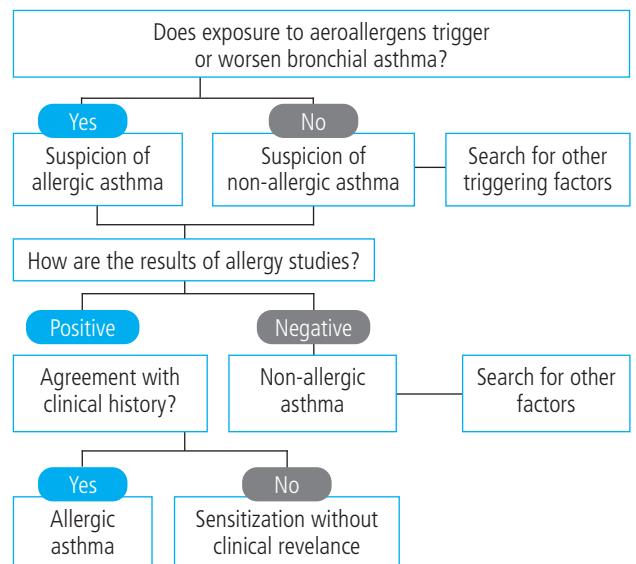 Does exposure to aeroallergens trigger
or worsen bronchial asthma?
Yes
No
Suspicion of
allergic asthma
Suspicion of
non-allergic asthma
Search for other
triggering factors
How are the results of allergy studies?
Positive
Negative
Agreement with
clinical history?
Non-allergic
asthma
Search for other
factors
Yes
No
Allergic
asthma
Sensitization without
clinical revelance